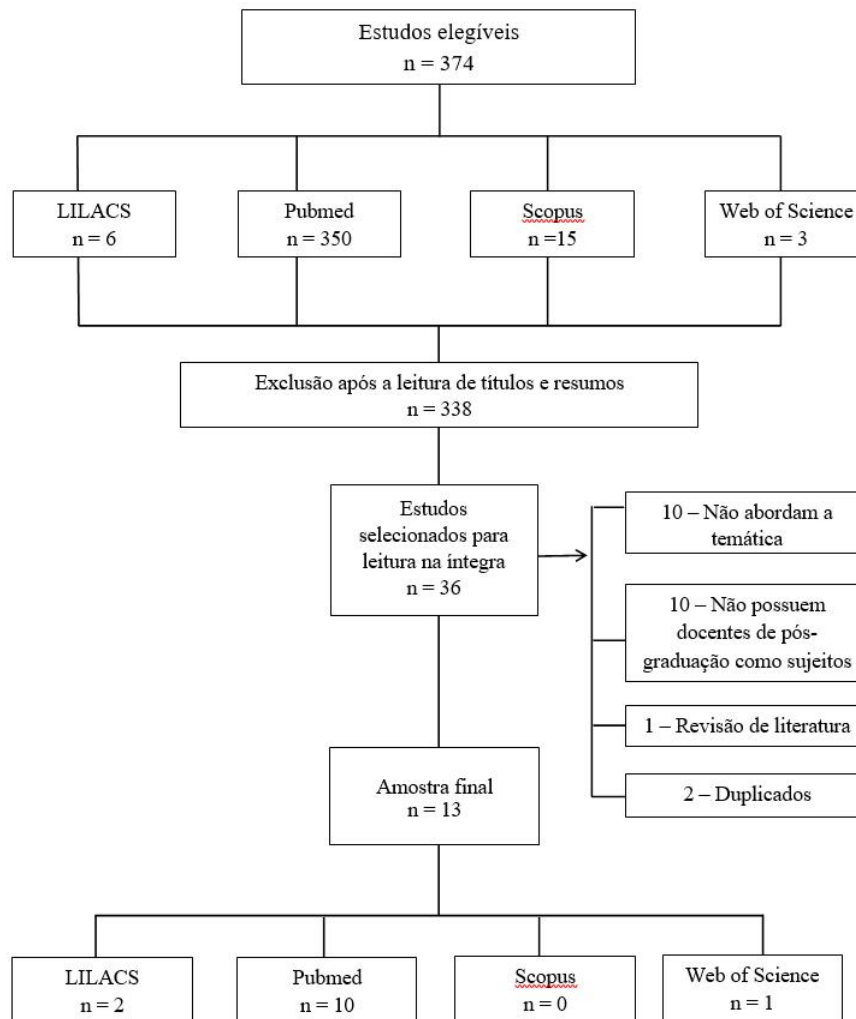 Estudos elegíveis
n = 374
LILACS
n = 6
Pubmed
n = 350
Scopus
n =15
Web of Science
n = 3
Exclusão após a leitura de títulos e resumos
n = 338
Estudos
selecionados para
leitura na íntegra
n = 36
10 – Não abordam a
temática
10 – Não possuem
docentes de pós-
graduação como sujeitos
1 – Revisão de literatura
2 – Duplicados
Amostra final
n = 13
LILACS
n = 2
Pubmed
n = 10
Scopus
n = 0
Web of Science
n = 1